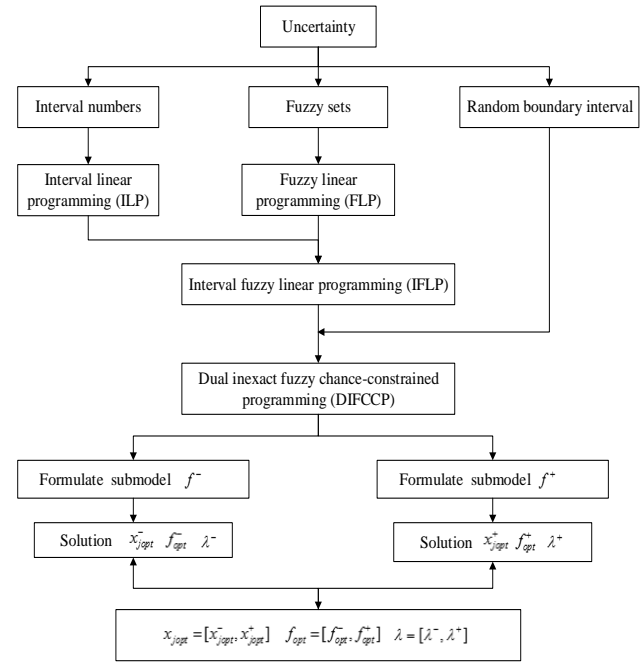 Uncertainty
Interval numbers
Fuzzy sets
Random boundary interval
Interval linear
programming (ILP)
Fuzzy linear
programming (FLP)
Interval fuzzy linear programming (IFLP)
Dual inexact fuzzy chance-constrained
programming (DIFCCP)
Formulate submodel f⁻
Formulate submodel f⁺
Solution x⁻jopt f⁻opt λ⁻
Solution x⁺jopt f⁺opt λ⁺
xjopt = [x⁻jopt, x⁺jopt] fopt = [f⁻opt, f⁺opt] λ = [λ⁻, λ⁺]